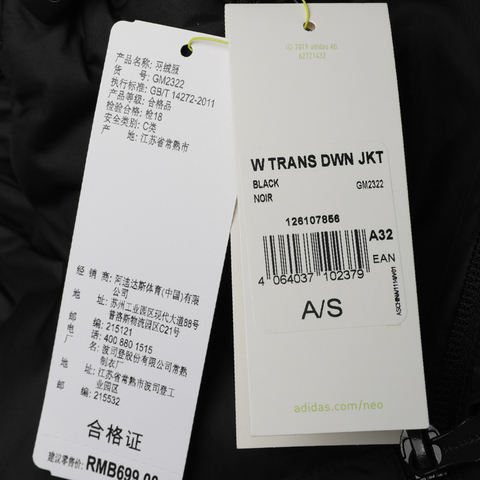 产品名称: 羽绒服
货 号: GM2322
执行标准: GB/T 14272-2011
产品等级: 合格品
检验合格: 检18
安全类别: C类
产 地: 江苏省常熟市
经 销 商: 阿迪达斯体育(中国)有限
公司
地 址: 苏州工业园区现代大道88号
普洛斯物流园区C21号
邮 编: 215121
电 话: 400 880 1515
厂 名: 波司登股份有限公司常熟
制衣厂
地 址: 江苏省常熟市波司登工
业园区
邮 编: 215532
合格证
建议零售价: RMB699.00
© 2019 adidas AG
62721432
W TRANS DWN JKT
BLACK GM2322
NOIR
126107856
A32
EAN
4 064037 102379
A/S
adidas.com/neo